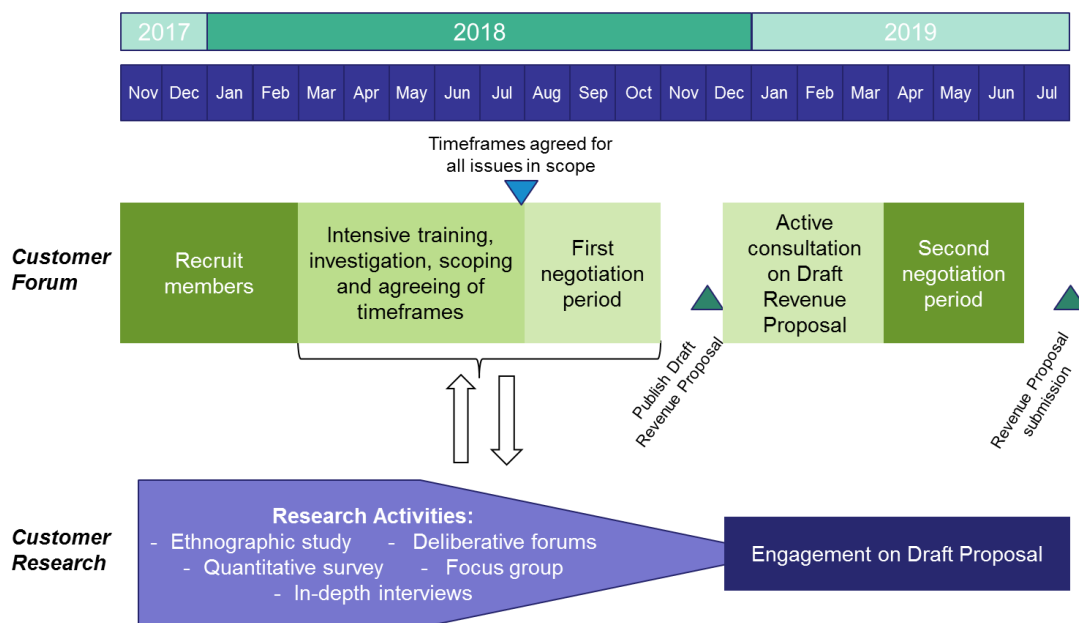 2017 2018 2019
Nov Dec Jan Feb Mar Apr May Jun Jul Aug Sep Oct Nov Dec Jan Feb Mar Apr May Jun Jul
Timeframes agreed for
all issues in scope
Customer
Forum
Recruit
members
Intensive training,
investigation, scoping
and agreeing of
timeframes
First
negotiation
period
Publish Draft
Revenue Proposal
Active
consultation
on Draft
Revenue
Proposal
Second
negotiation
period
Revenue Proposal
submission
Customer
Research
Research Activities:
- Ethnographic study - Deliberative forums
- Quantitative survey - Focus group
- In-depth interviews
Engagement on Draft Proposal